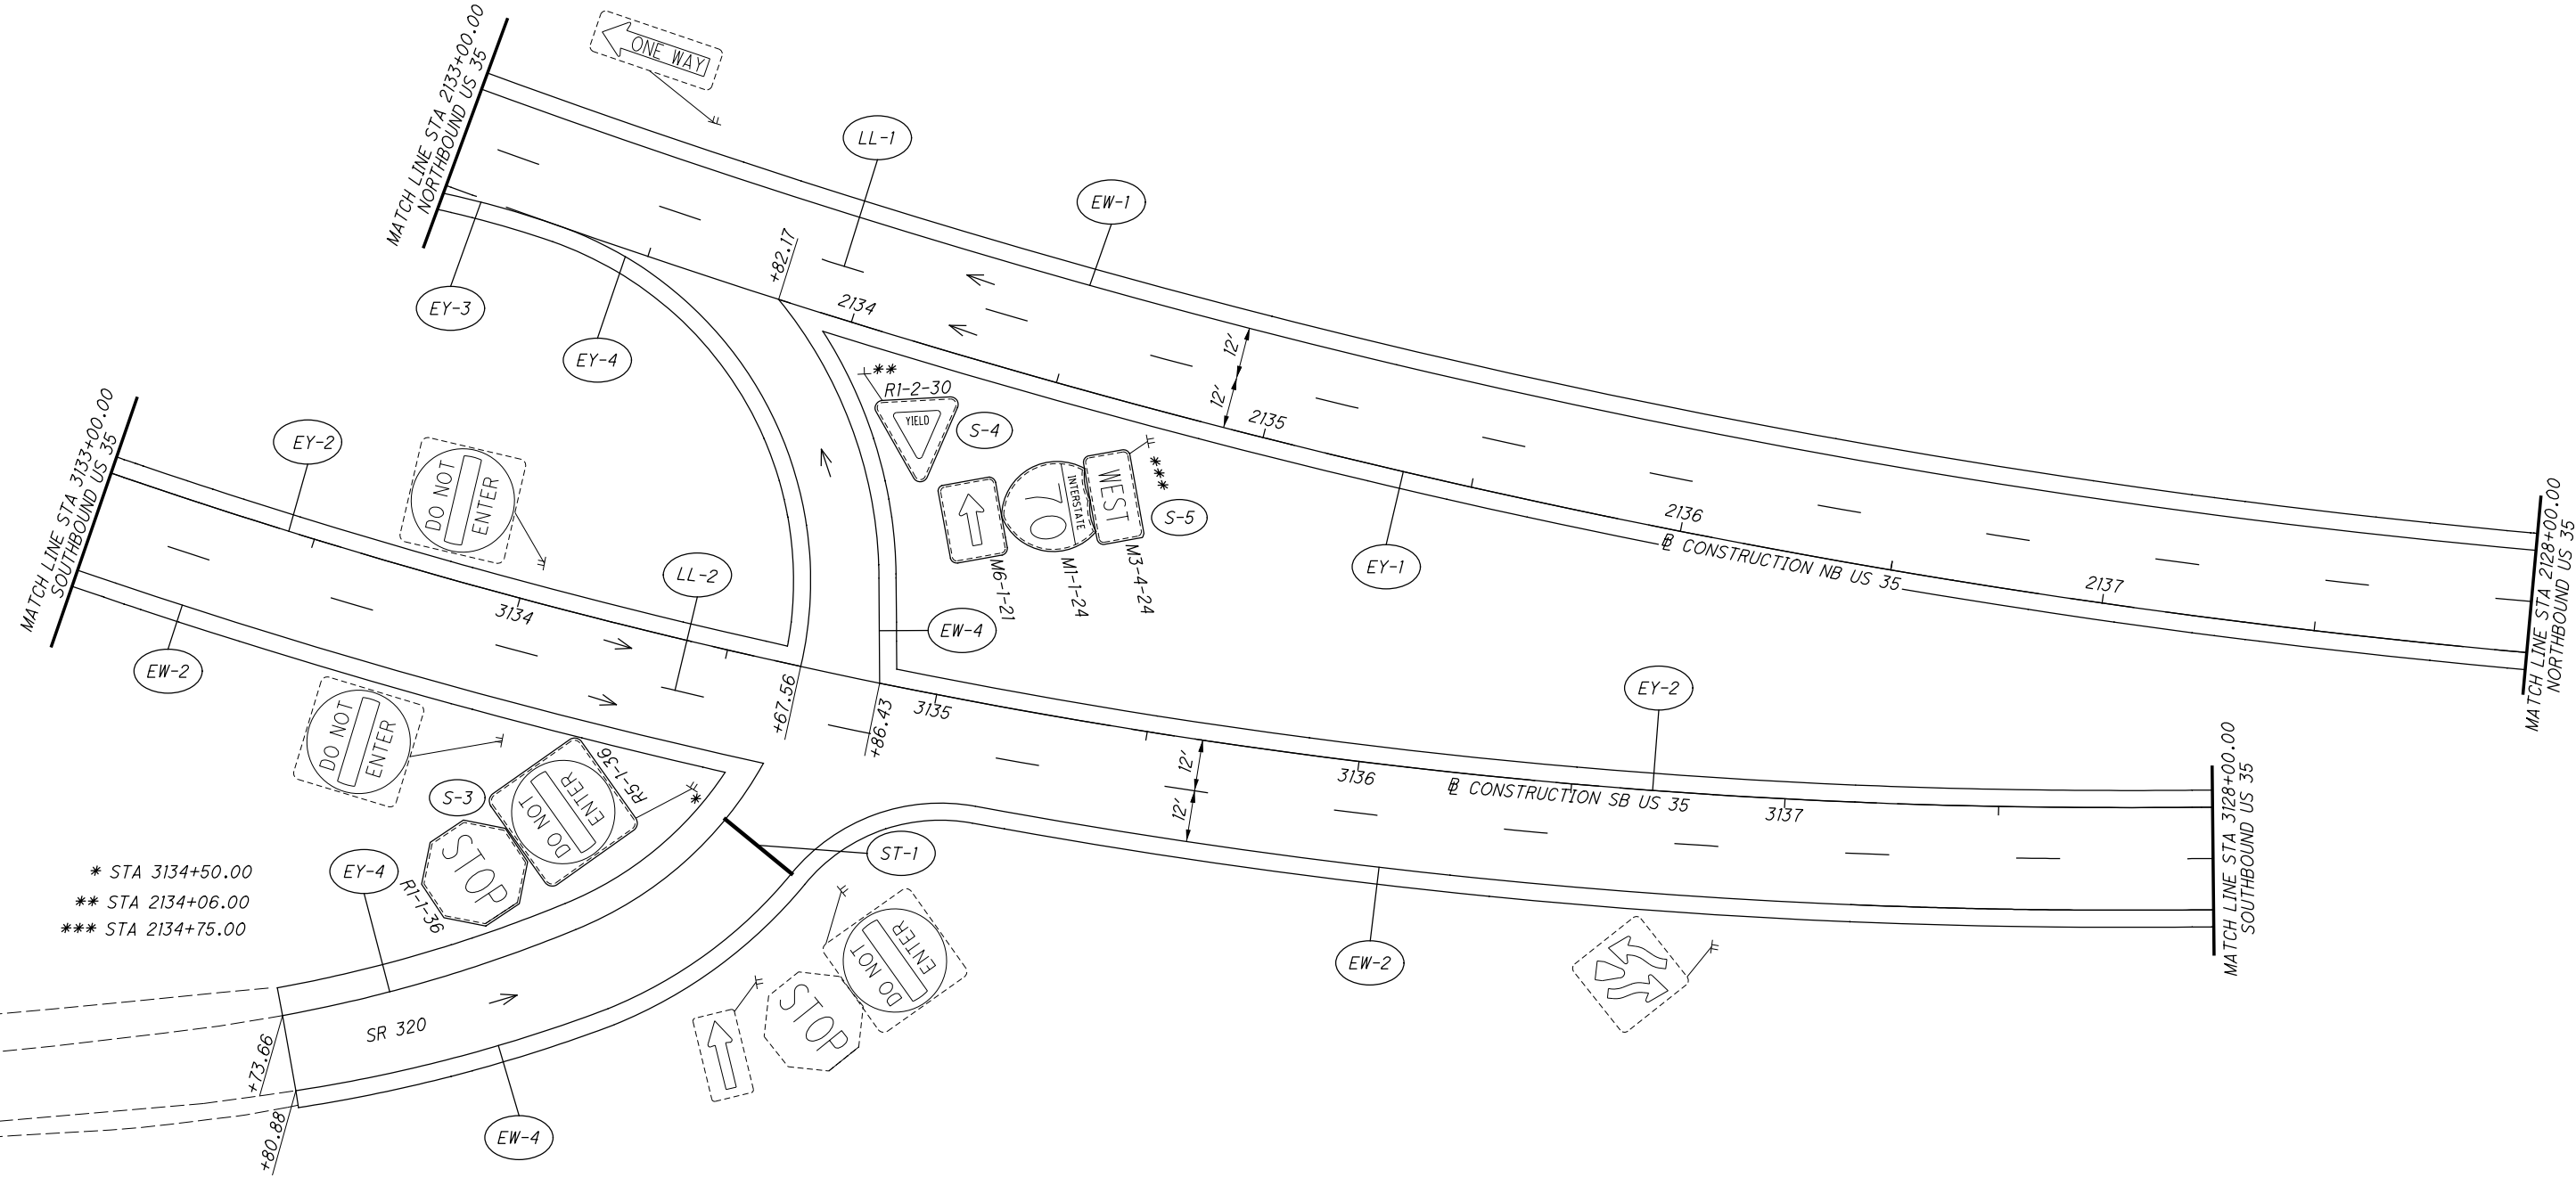 MATCH LINE STA 2133+00.00
NORTHBOUND US 35
ONE WAY
LL-1
EW-1
+82.17
2134
EY-3
EY-4
**
R1-2-30
YIELD
S-4
12'
12'
2135
WEST
INTERSTATE
70
***
S-5
M6-1-21
M1-1-24
M3-4-24
EY-1
2136
℄ CONSTRUCTION NB US 35
2137
MATCH LINE STA 2128+00.00
NORTHBOUND US 35
MATCH LINE STA 3133+00.00
SOUTHBOUND US 35
EY-2
DO NOT
ENTER
LL-2
3134
EW-4
EW-2
+67.56
+86.43
3135
EY-2
12'
12'
3136
℄ CONSTRUCTION SB US 35
3137
MATCH LINE STA 3128+00.00
SOUTHBOUND US 35
DO NOT
ENTER
S-3
DO NOT
ENTER
R5-1-36
*
STOP
R1-1-36
ST-1
EY-4
* STA 3134+50.00
** STA 2134+06.00
*** STA 2134+75.00
DO NOT
ENTER
STOP
EW-2
SR 320
+73.66
+80.88
EW-4